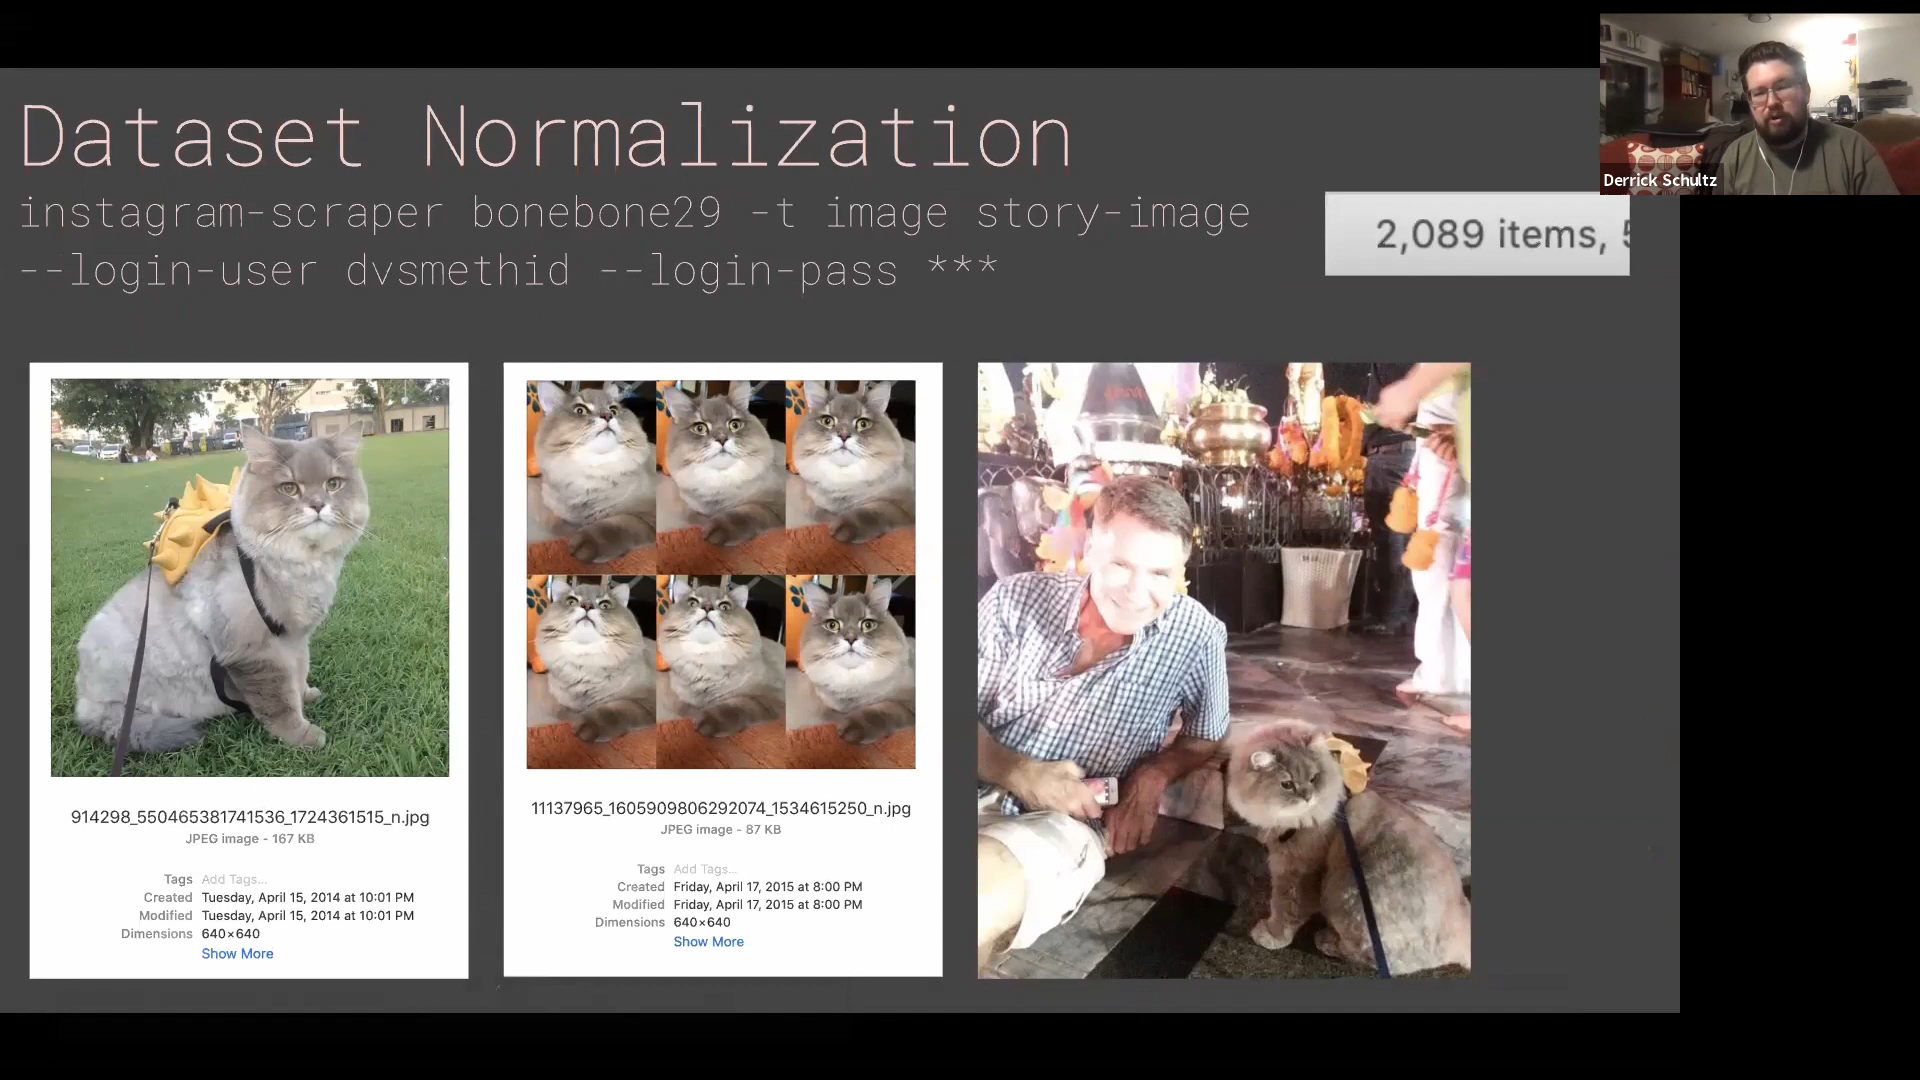 Dataset Normalization
instagram-scraper bonebone29 -t image story-image
--login-user dvsmethid --login-pass ***
2,089 items,
Derrick Schultz
914298_550465381741536_1724361515_n.jpg
JPEG image - 167 KB
Tags Add Tags...
Created Tuesday, April 15, 2014 at 10:01 PM
Modified Tuesday, April 15, 2014 at 10:01 PM
Dimensions 640×640
Show More
11137965_1605909806292074_1534615250_n.jpg
JPEG image - 87 KB
Tags Add Tags...
Created Friday, April 17, 2015 at 8:00 PM
Modified Friday, April 17, 2015 at 8:00 PM
Dimensions 640×640
Show More